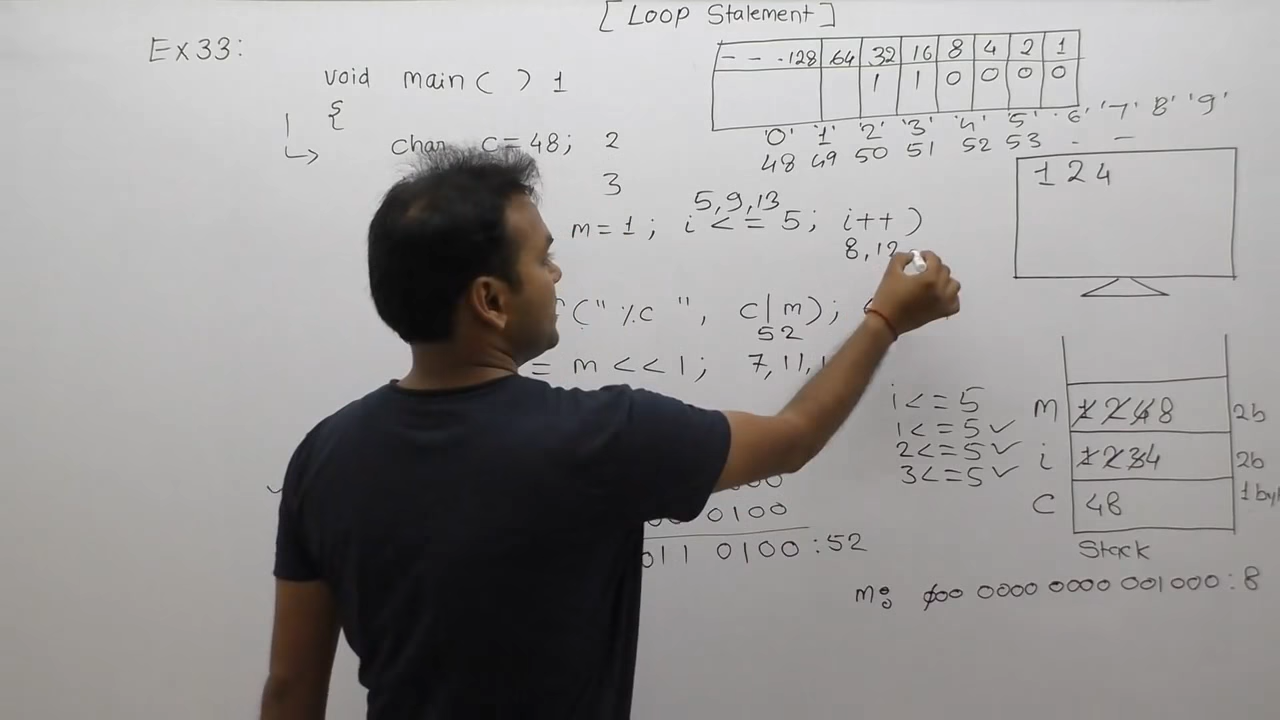 [ Loop Statement ]
Ex33:
void main( ) 1
{
char c=48; 2
3
5,9,13
m=1; i <= 5; i++ )
8,12
("%c ", c|m);
52
= m <<1; 7,11,
0100
0110100 :52
- - -128 64 32 16 8 4 2 1
1 1 0 0 0 0
'0' '1' '2' '3' '4' '5' '6' '7' 8' '9'
48 49 50 51 52 53 - -
1 2 4
i<=5
1<=5 ✓
2<=5 ✓
3<=5 ✓
m 1 2 4 8 2b
i 1 2 3 4 2b
c 48
Stack
m: 000 0000 0000 001000 : 8